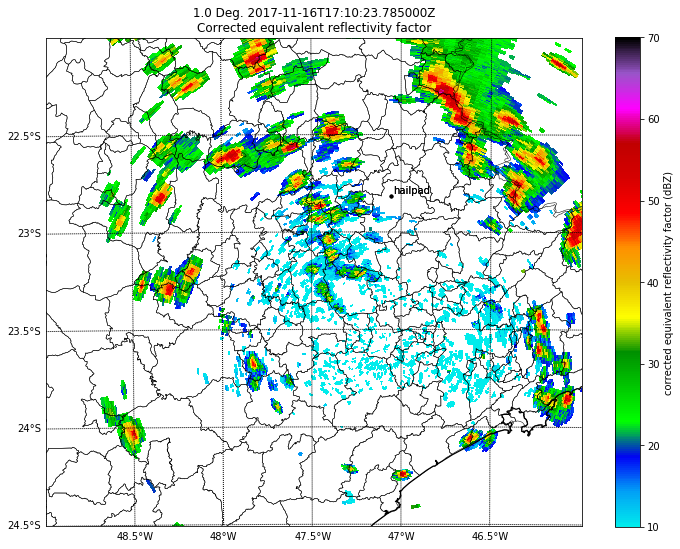 1.0 Deg. 2017-11-16T17:10:23.785000Z
Corrected equivalent reflectivity factor
hailpad
22.5°S
23°S
23.5°S
24°S
24.5°S
48.5°W
48°W
47.5°W
47°W
46.5°W
70
60
50
40
30
20
10
corrected equivalent reflectivity factor (dBZ)